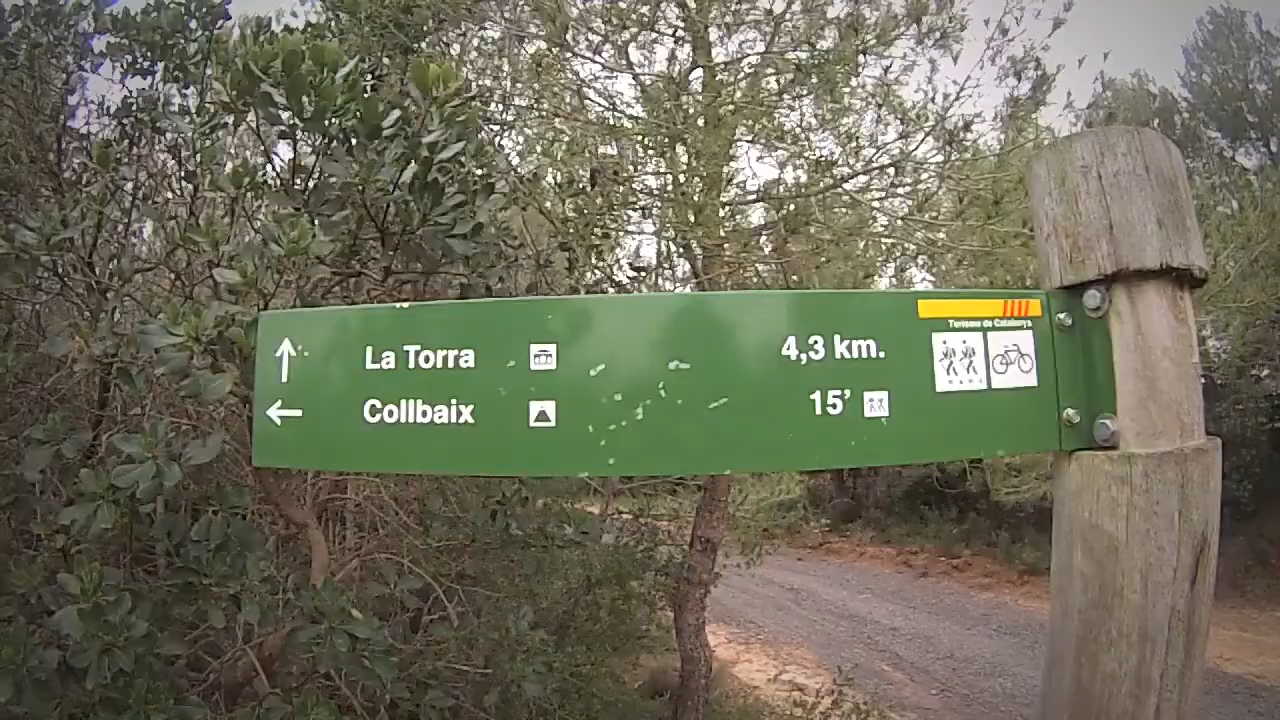 La Torra 4,3 km.
Collbaix 15’
Turisme de Catalunya